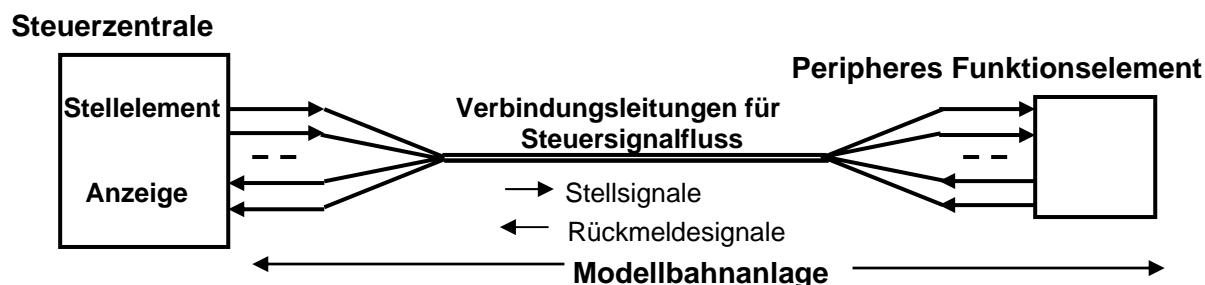 Steuerzentrale
Peripheres Funktionselement
Stellelement
Verbindungsleitungen für
Steuersignalfluss
Anzeige
Stellsignale
Rückmeldesignale
Modellbahnanlage